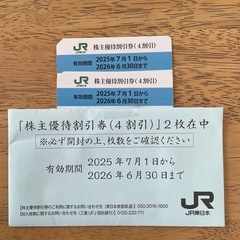 JR
株主優待割引券(4割引)
有効期間
2025年7月1日から
2026年6月30日まで
JR
株主優待割引券(4割引)
有効期間
2025年7月1日から
2026年6月30日まで
「株主優待割引券(4割引)」2枚在中
※必ず開封の上、枚数をご確認ください
有効期間
2025年7月1日から
2026年6月30日まで
JR
JR東日本